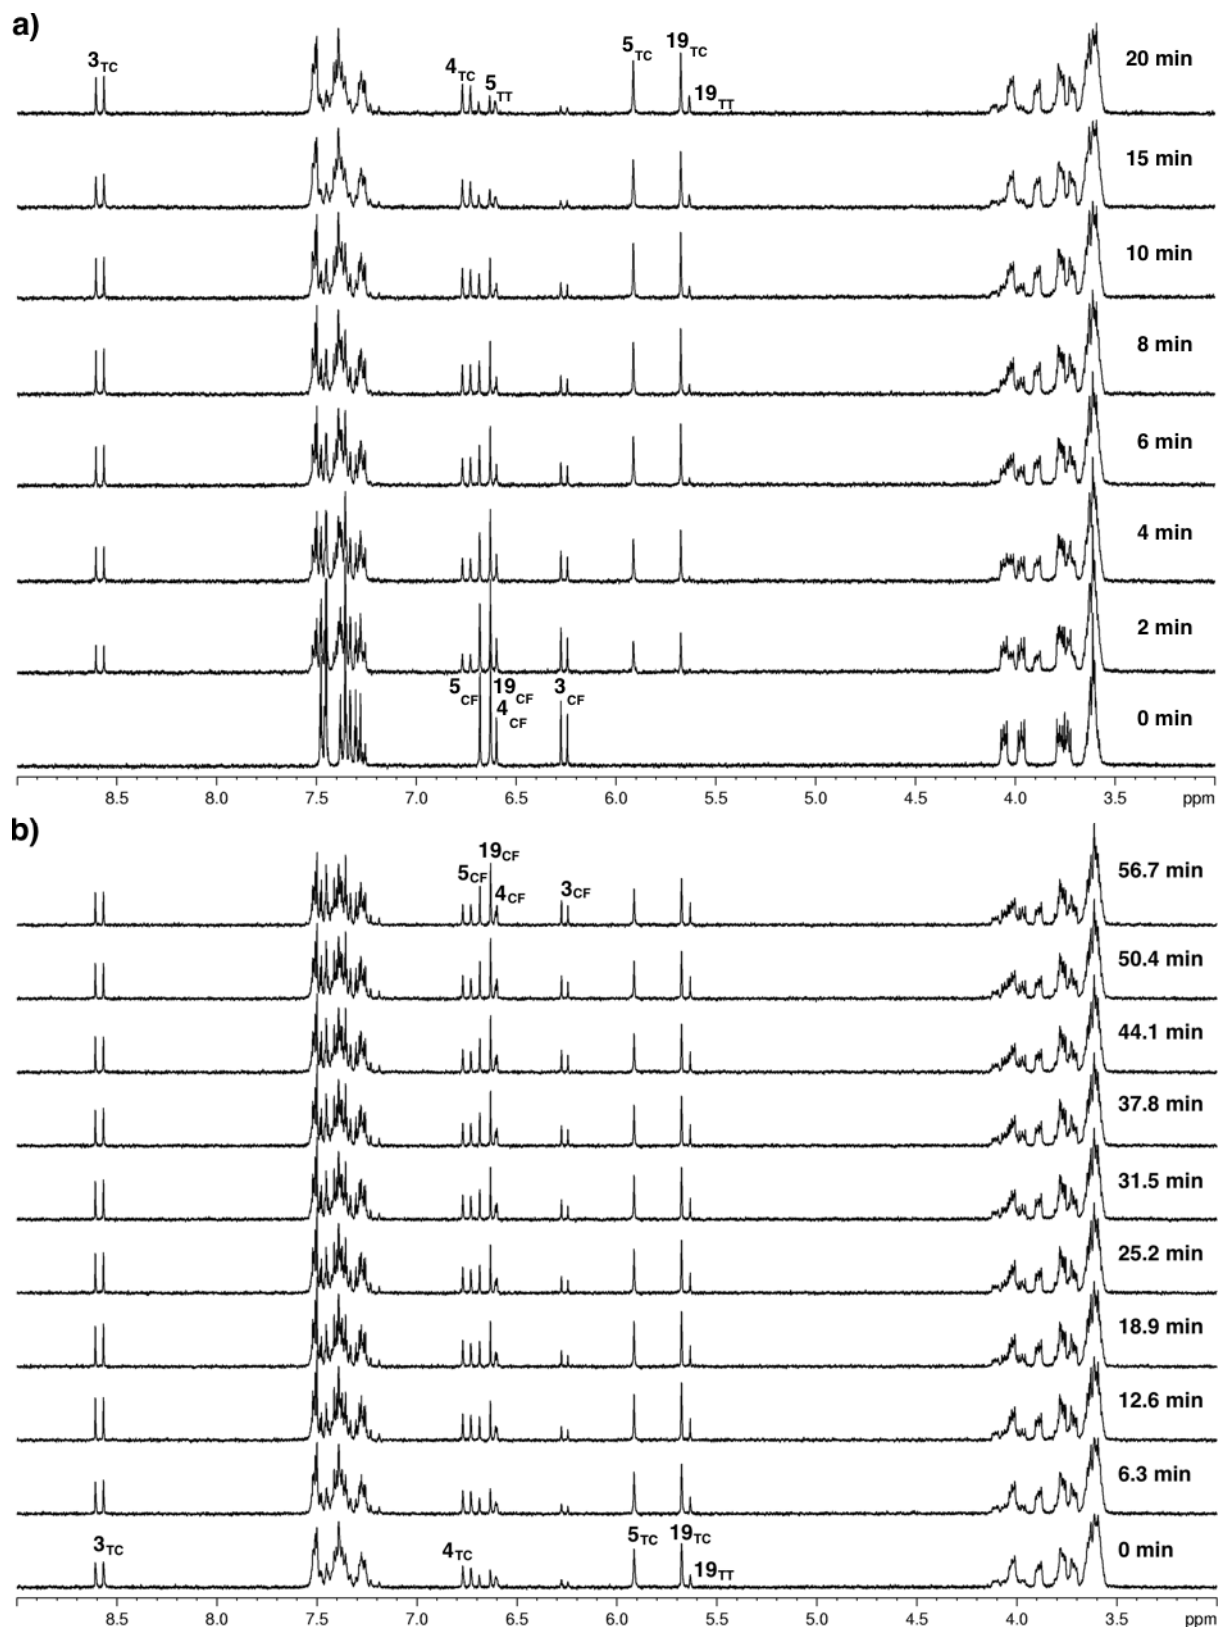 a)
3TC
4TC
5TT
5TC
19TC
19TT
20 min
15 min
10 min
8 min
6 min
4 min
2 min
5CF
19CF
4CF
3CF
0 min
8.5 8.0 7.5 7.0 6.5 6.0 5.5 5.0 4.5 4.0 3.5 ppm
b)
19CF
5CF
4CF
3CF
56.7 min
50.4 min
44.1 min
37.8 min
31.5 min
25.2 min
18.9 min
12.6 min
6.3 min
3TC
4TC
5TC
19TC
19TT
0 min
8.5 8.0 7.5 7.0 6.5 6.0 5.5 5.0 4.5 4.0 3.5 ppm